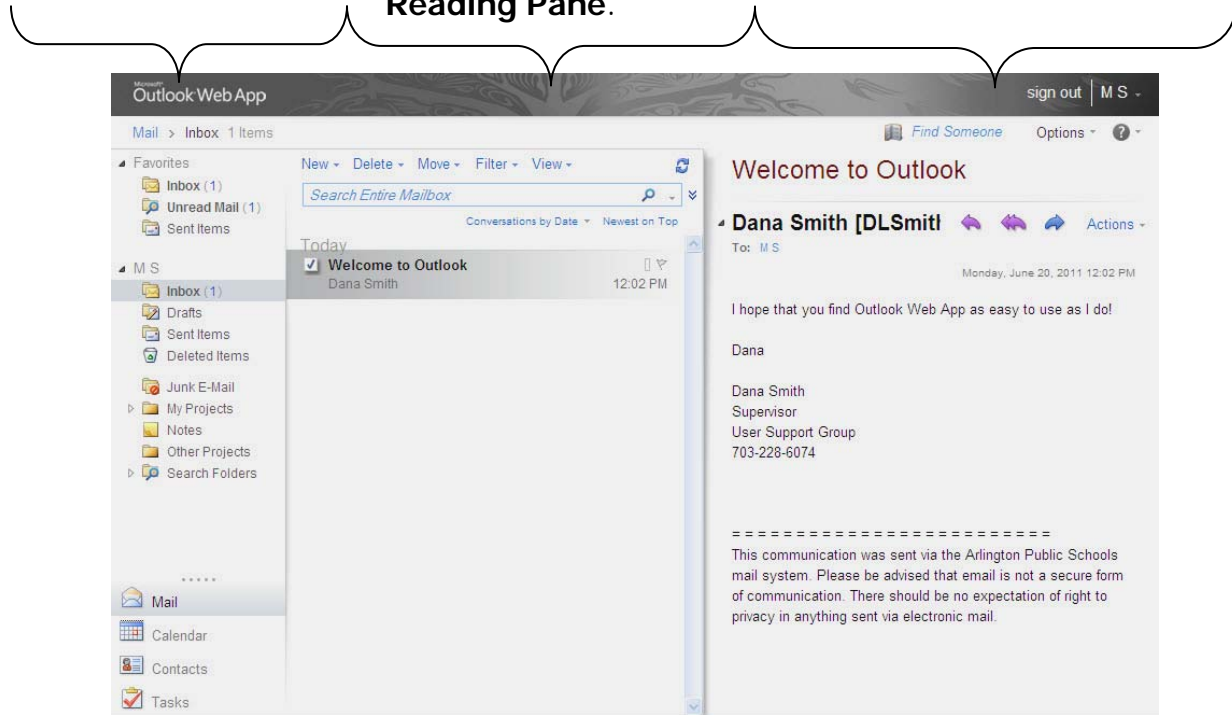 Reading Pane.
Microsoft
Outlook Web App
sign out | M S
Mail > Inbox 1 Items
Find Someone Options
Favorites
Inbox (1)
Unread Mail (1)
Sent Items
M S
Inbox (1)
Drafts
Sent Items
Deleted Items
Junk E-Mail
My Projects
Notes
Other Projects
Search Folders
Mail
Calendar
Contacts
Tasks
New Delete Move Filter View
Search Entire Mailbox
Conversations by Date Newest on Top
Today
Welcome to Outlook
Dana Smith 12:02 PM
Welcome to Outlook
Dana Smith [DLSmith Actions
To: M S
Monday, June 20, 2011 12:02 PM
I hope that you find Outlook Web App as easy to use as I do!
Dana
Dana Smith
Supervisor
User Support Group
703-228-6074
= = = = = = = = = = = = = = = = = = = = = = = = =
This communication was sent via the Arlington Public Schools
mail system. Please be advised that email is not a secure form
of communication. There should be no expectation of right to
privacy in anything sent via electronic mail.